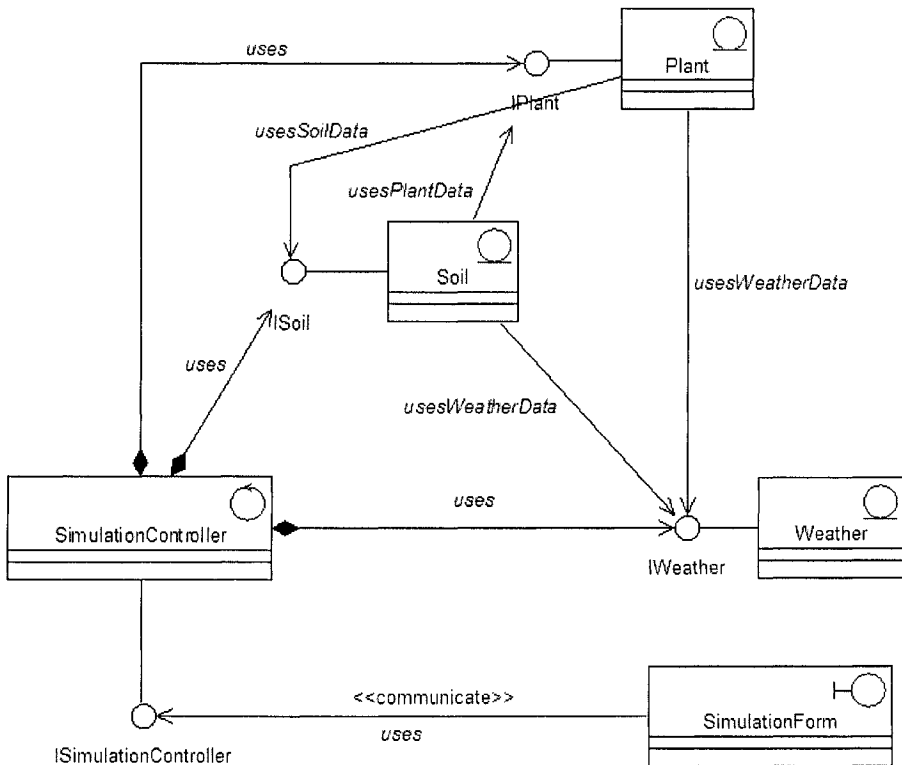 uses
Plant
IPlant
usesSoilData
usesPlantData
Soil
usesWeatherData
ISoil
uses
usesWeatherData
uses
SimulationController
Weather
IWeather
<<communicate>>
uses
SimulationForm
ISimulationController